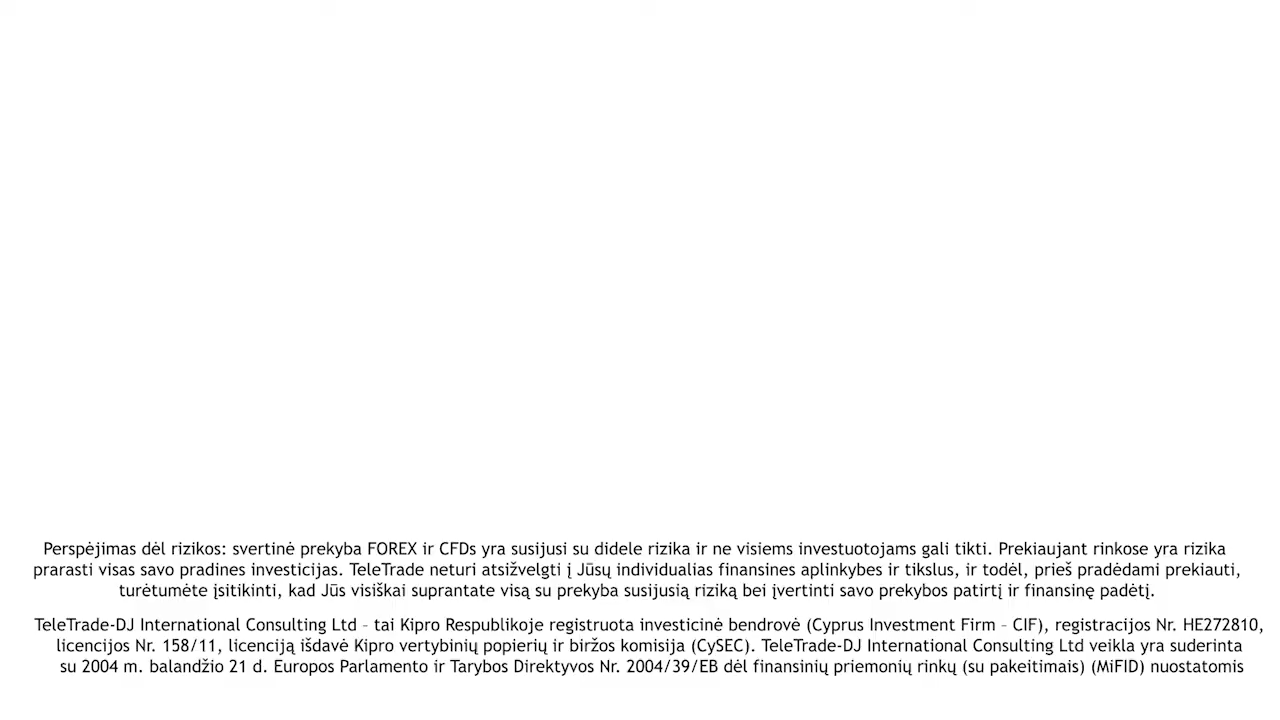 Perspėjimas dėl rizikos: svertinė prekyba FOREX ir CFDs yra susijusi su didele rizika ir ne visiems investuotojams gali tikti. Prekiaujant rinkose yra rizika
prarasti visas savo pradines investicijas. TeleTrade neturi atsižvelgti į Jūsų individualias finansines aplinkybes ir tikslus, ir todėl, prieš pradėdami prekiauti,
turėtumėte įsitikinti, kad Jūs visiškai suprantate visą su prekyba susijusią riziką bei įvertinti savo prekybos patirtį ir finansinę padėtį.
TeleTrade-DJ International Consulting Ltd – tai Kipro Respublikoje registruota investicinė bendrovė (Cyprus Investment Firm – CIF), registracijos Nr. HE272810,
licencijos Nr. 158/11, licenciją išdavė Kipro vertybinių popierių ir biržos komisija (CySEC). TeleTrade-DJ International Consulting Ltd veikla yra suderinta
su 2004 m. balandžio 21 d. Europos Parlamento ir Tarybos Direktyvos Nr. 2004/39/EB dėl finansinių priemonių rinkų (su pakeitimais) (MiFID) nuostatomis